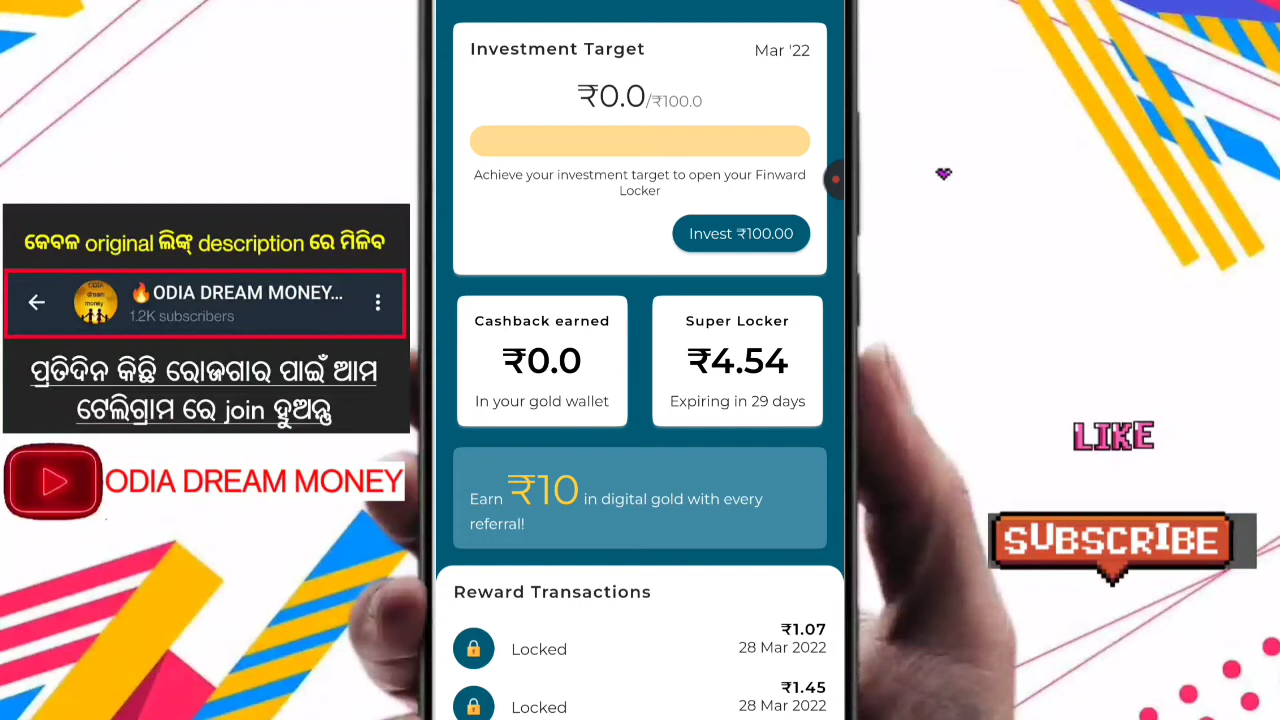 କେବଳ original ଲିଙ୍କ୍ description ରେ ମିଳିବ
🔥ODIA DREAM MONEY...
1.2K subscribers
ODIA
dream
money
ପ୍ରତିଦିନ କିଛି ରୋଜଗାର ପାଇଁ ଆମ
ଟେଲିଗ୍ରାମ ରେ join ହୁଅନ୍ତୁ
ODIA DREAM MONEY
Investment Target
Mar '22
₹0.0/₹100.0
Achieve your investment target to open your Finward
Locker
Invest ₹100.00
Cashback earned
₹0.0
In your gold wallet
Super Locker
₹4.54
Expiring in 29 days
Earn ₹10 in digital gold with every
referral!
Reward Transactions
Locked
₹1.07
28 Mar 2022
Locked
₹1.45
28 Mar 2022
LIKE
SUBSCRIBE